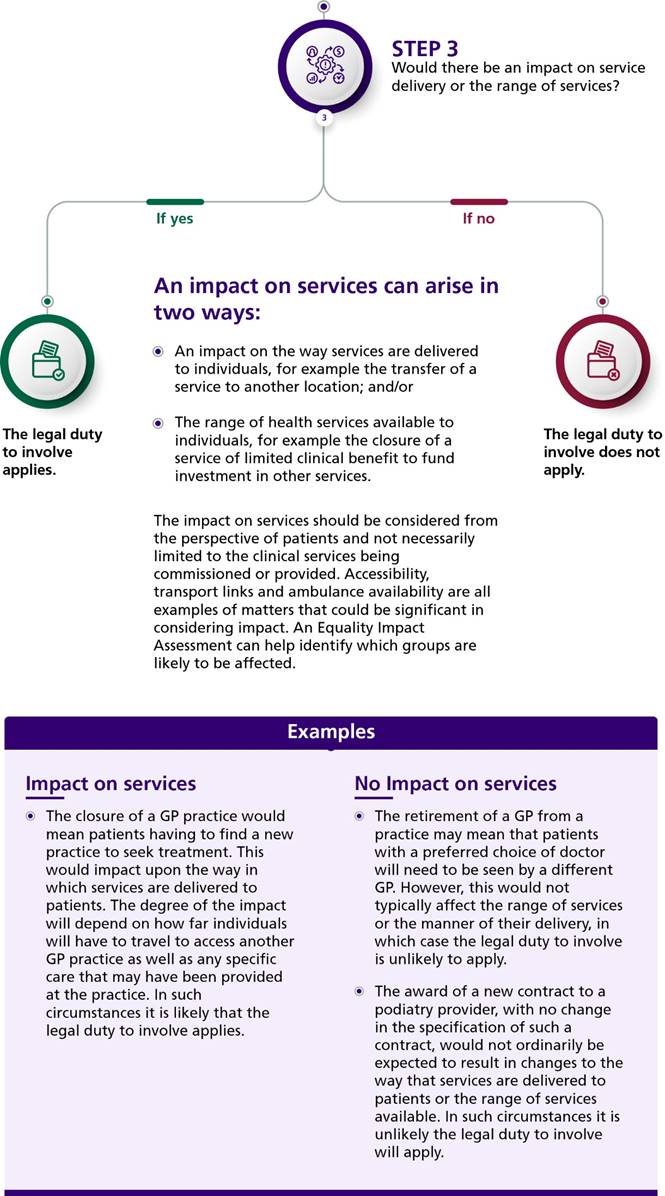 STEP 3
Would there be an impact on service
delivery or the range of services?
3
If yes
If no
An impact on services can arise in
two ways:
An impact on the way services are delivered
to individuals, for example the transfer of a
service to another location; and/or
The range of health services available to
individuals, for example the closure of a
service of limited clinical benefit to fund
investment in other services.
The legal duty
to involve
applies.
The legal duty to
involve does not
apply.
The impact on services should be considered from
the perspective of patients and not necessarily
limited to the clinical services being
commissioned or provided. Accessibility,
transport links and ambulance availability are all
examples of matters that could be significant in
considering impact. An Equality Impact
Assessment can help identify which groups are
likely to be affected.
Examples
Impact on services
The closure of a GP practice would
mean patients having to find a new
practice to seek treatment. This
would impact upon the way in
which services are delivered to
patients. The degree of the impact
will depend on how far individuals
will have to travel to access another
GP practice as well as any specific
care that may have been provided
at the practice. In such
circumstances it is likely that the
legal duty to involve applies.
No Impact on services
The retirement of a GP from a
practice may mean that patients
with a preferred choice of doctor
will need to be seen by a different
GP. However, this would not
typically affect the range of services
or the manner of their delivery, in
which case the legal duty to involve
is unlikely to apply.
The award of a new contract to a
podiatry provider, with no change
in the specification of such a
contract, would not ordinarily be
expected to result in changes to the
way that services are delivered to
patients or the range of services
available. In such circumstances it is
unlikely the legal duty to involve
will apply.